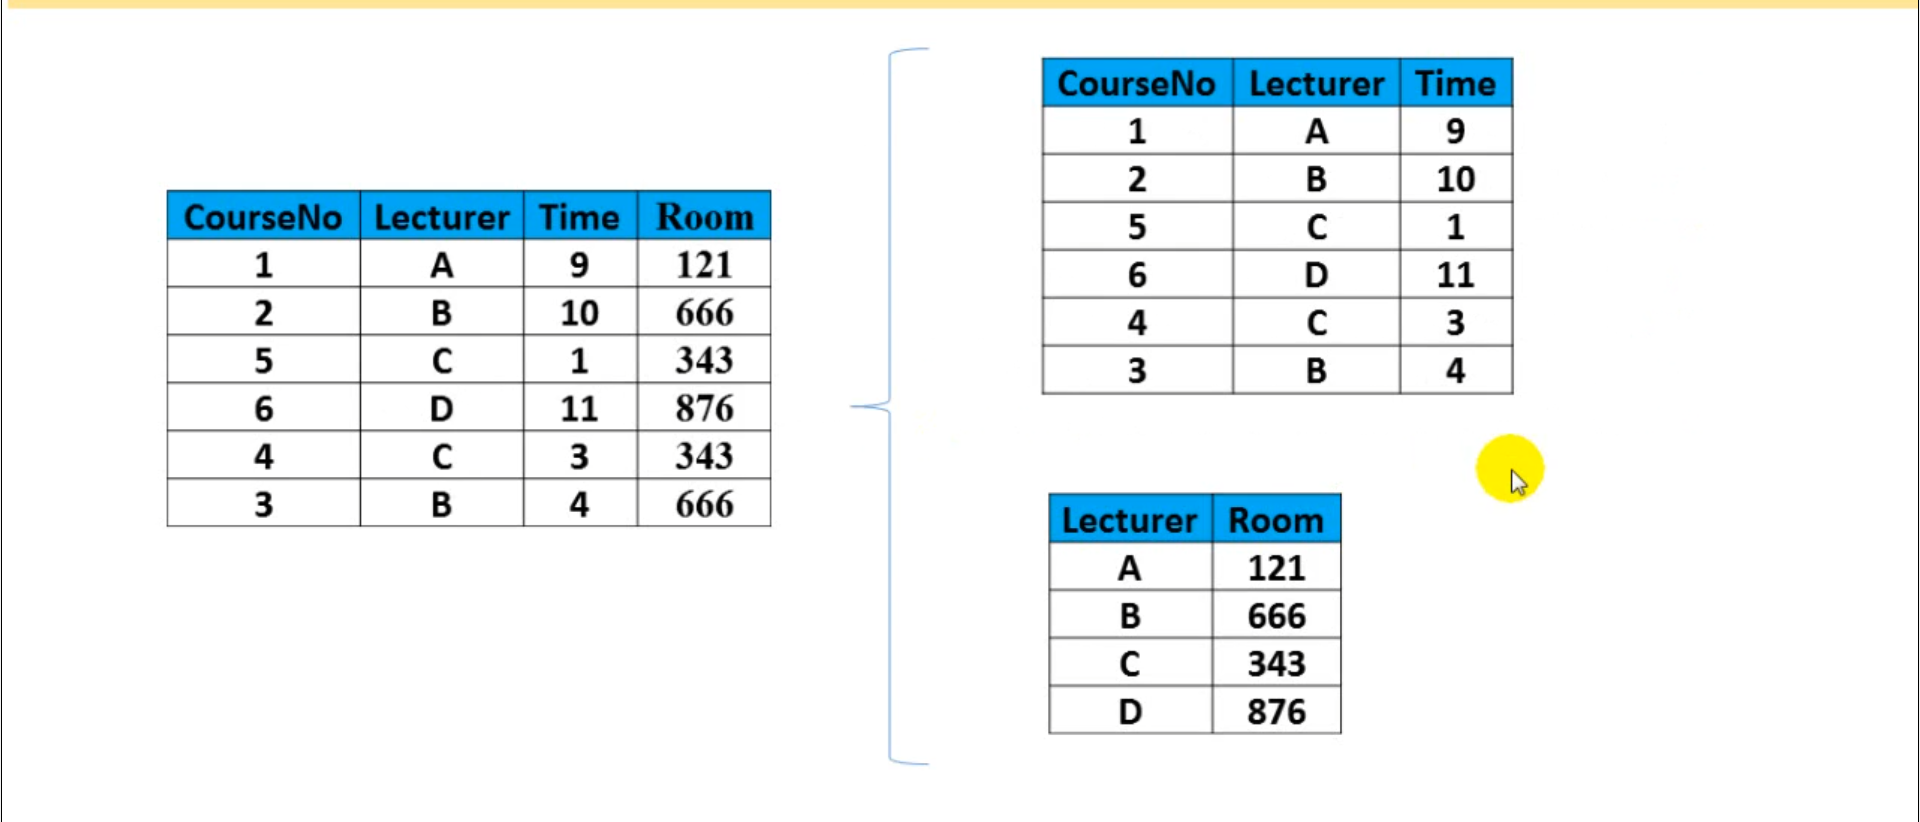 CourseNo Lecturer Time Room
1 A 9 121
2 B 10 666
5 C 1 343
6 D 11 876
4 C 3 343
3 B 4 666
CourseNo Lecturer Time
1 A 9
2 B 10
5 C 1
6 D 11
4 C 3
3 B 4
Lecturer Room
A 121
B 666
C 343
D 876